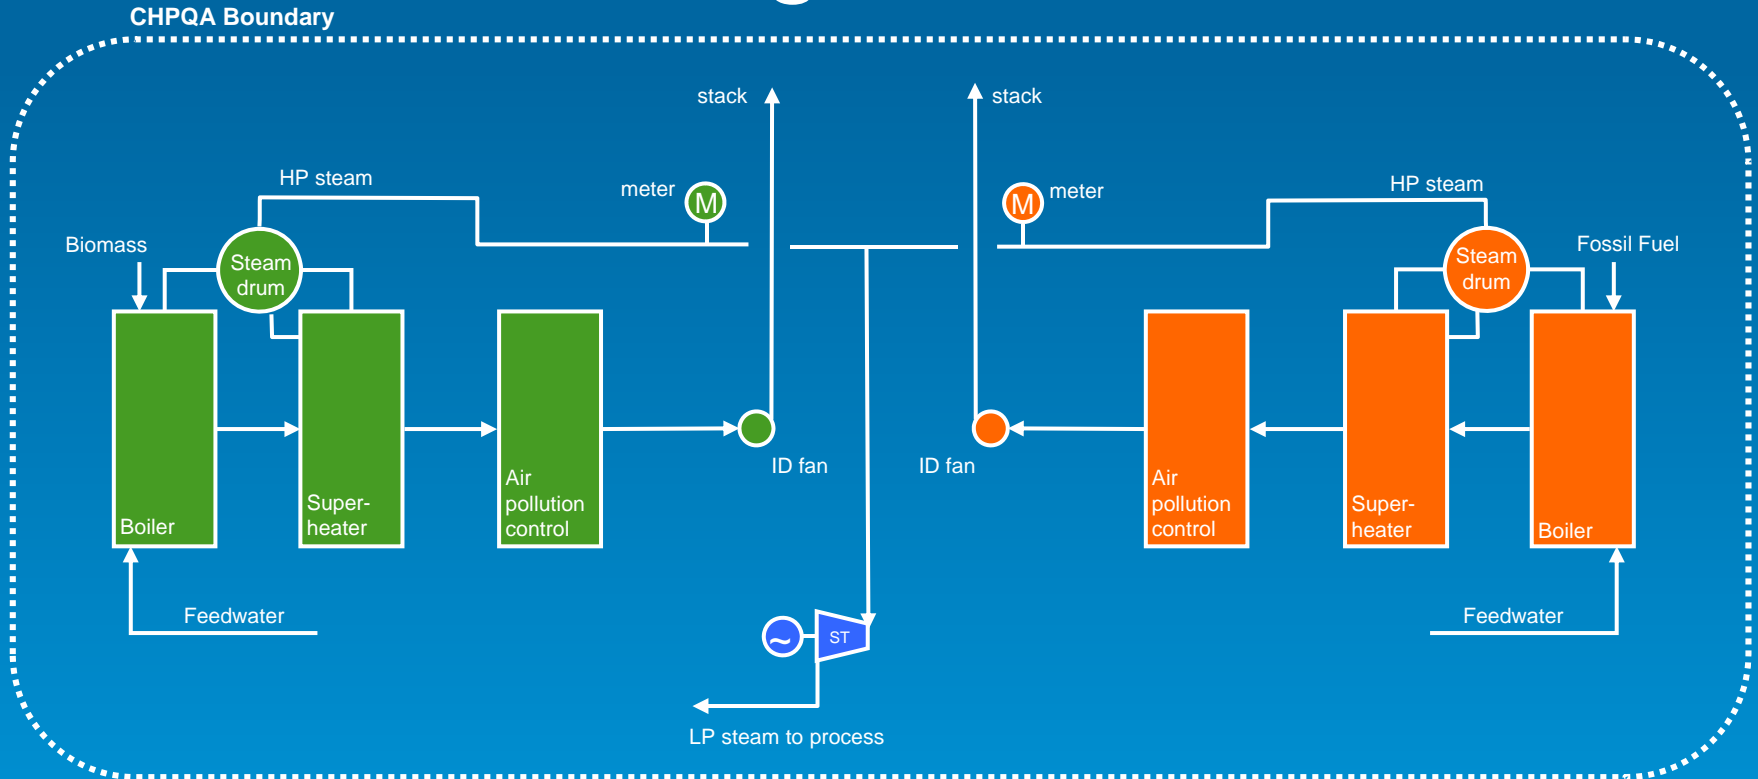 CHPQA Boundary
stack
stack
HP steam
meter
M
M
meter
HP steam
Biomass
Steam
drum
Steam
drum
Fossil Fuel
Boiler
Super-
heater
Air
pollution
control
ID fan
ID fan
Air
pollution
control
Super-
heater
Boiler
Feedwater
~
ST
Feedwater
LP steam to process